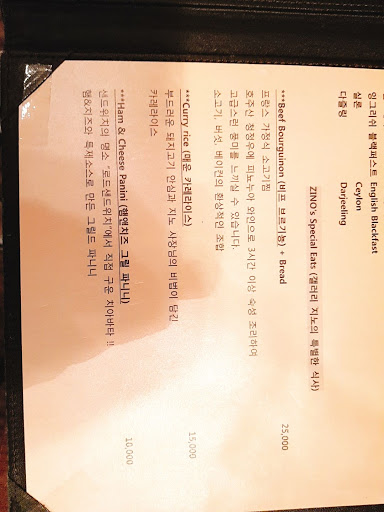 잉그리쉬 블랙퍼스트 English Blackfast
실론 Ceylon
다즐링 Darjeeling
ZINO's Special Eats (갤러리 지노의 특별한 식사)
***Beef Bourguinon (비프 브르기뇽) + Bread 25,000
프랑스 가정식 소고기찜
호주산 청정우에 피노누아 와인으로 3시간 이상 숙성 조리하여
고급스런 풍미를 느끼실 수 있습니다.
소고기, 버섯, 베이컨의 환상적인 조합
***Curry rice (매운 카레라이스) 15,000
부드러운 돼지고기 안심과 지노 사장님의 비법이 담긴
카레라이스
***Ham & Cheese Panini (햄앤치즈 그릴 파니니) 10,000
샌드위치의 명소 "로드샌드위치"에서 직접 구운 치아바타 !!
햄&치즈와 특제소스로 만든 그릴드 파니니